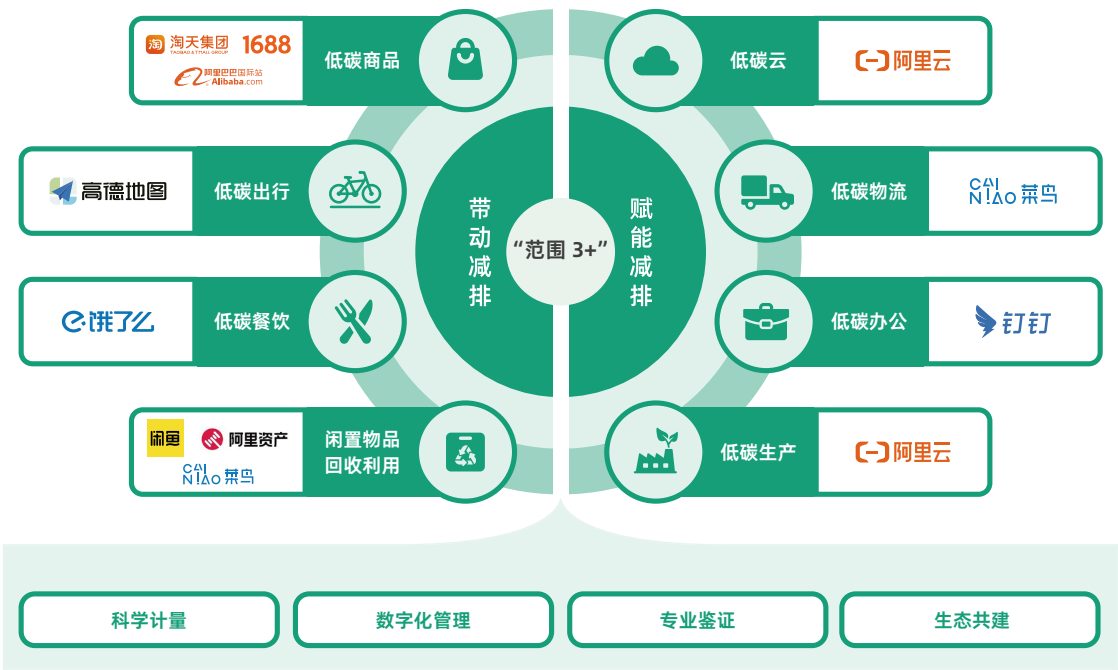 淘 淘天集团 1688
TAOBAO & TMALL GROUP
阿里巴巴国际站
Alibaba.com
低碳商品
低碳云
阿里云
高德地图
低碳出行
低碳物流
CAI
NIAO 菜鸟
带动减排
“范围 3+”
赋能减排
饿了么
低碳餐饮
低碳办公
钉钉
闲鱼
阿里资产
CAI
NIAO 菜鸟
闲置物品
回收利用
低碳生产
阿里云
科学计量
数字化管理
专业鉴证
生态共建